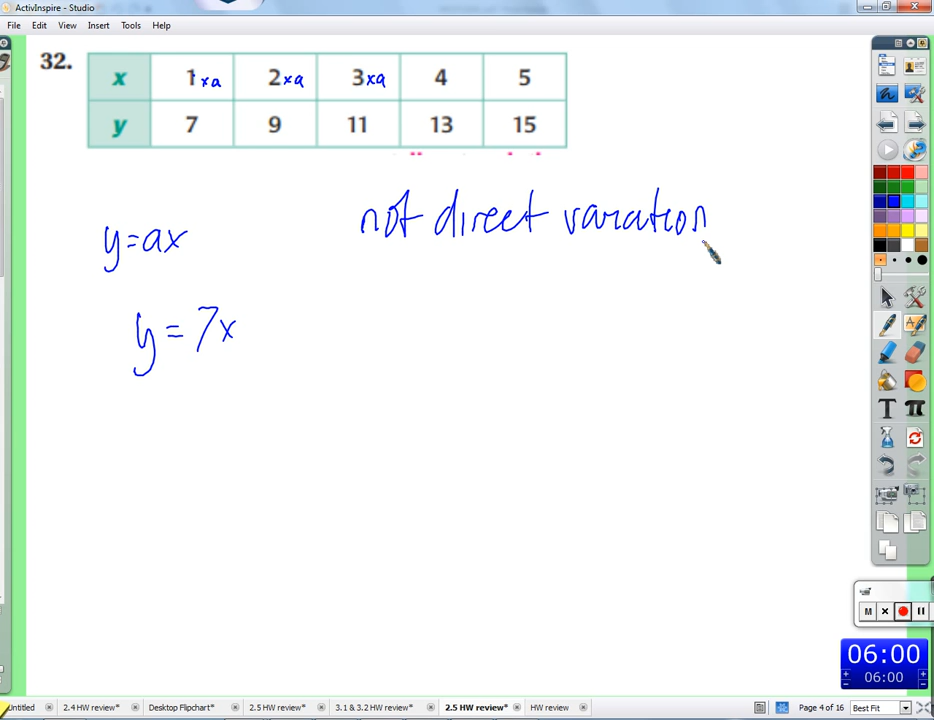 ActivInspire - Studio
File Edit View Insert Tools Help
32.
x 1 xa 2 xa 3 xa 4 5
y 7 9 11 13 15
not direct variation
y=ax
y = 7x
T π
M x
06:00
06:00
ntitled 2.4 HW review* Desktop Flipchart* 2.5 HW review* 3.1 & 3.2 HW review* 2.5 HW review* HW review Page 4 of 16 Best Fit